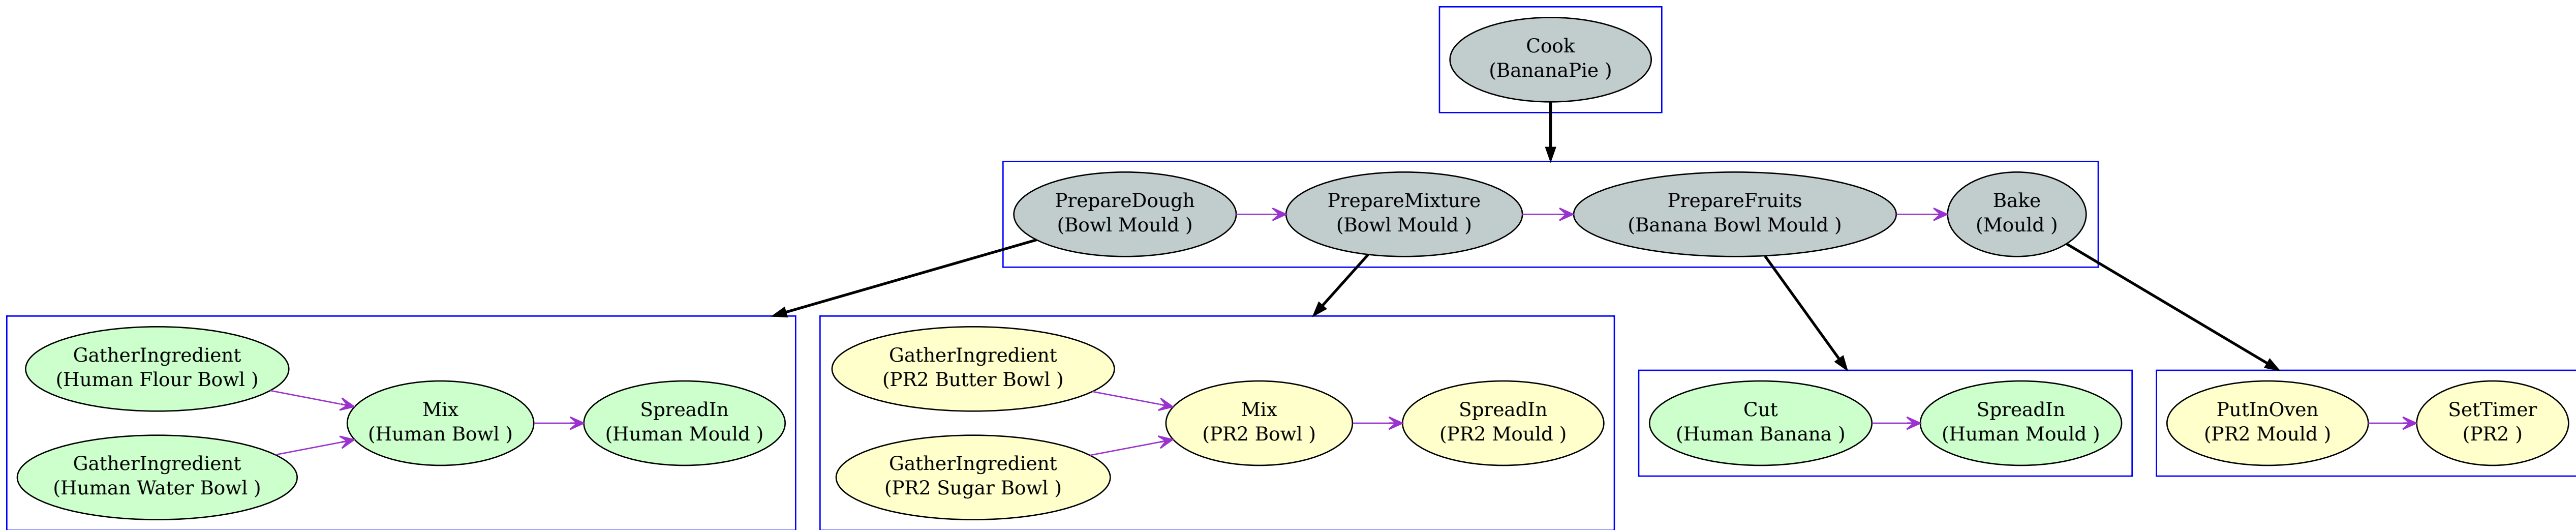 Cook
(BananaPie )
PrepareDough
(Bowl Mould )
PrepareMixture
(Bowl Mould )
PrepareFruits
(Banana Bowl Mould )
Bake
(Mould )
GatherIngredient
(Human Flour Bowl )
GatherIngredient
(Human Water Bowl )
Mix
(Human Bowl )
SpreadIn
(Human Mould )
GatherIngredient
(PR2 Butter Bowl )
GatherIngredient
(PR2 Sugar Bowl )
Mix
(PR2 Bowl )
SpreadIn
(PR2 Mould )
Cut
(Human Banana )
SpreadIn
(Human Mould )
PutInOven
(PR2 Mould )
SetTimer
(PR2 )